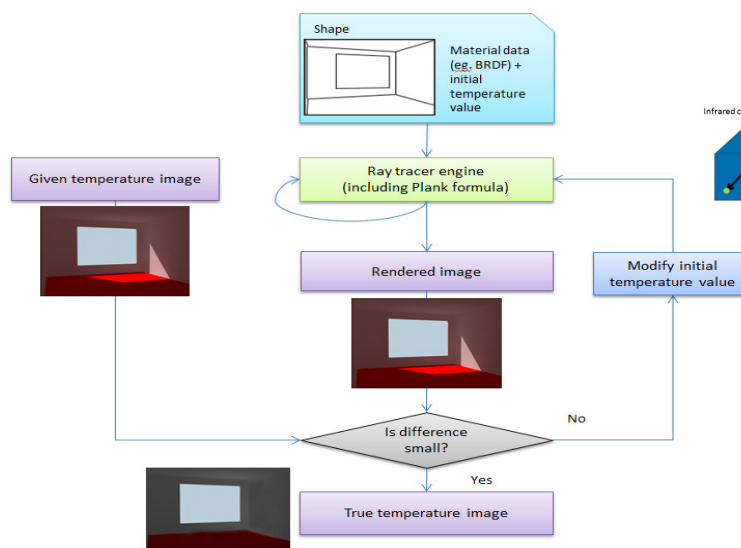 Shape
Material data
(eg. BRDF) +
initial
temperature
value
Infrared c
Given temperature image
Ray tracer engine
(including Plank formula)
Rendered image
Modify initial
temperature value
Is difference
small?
No
Yes
True temperature image